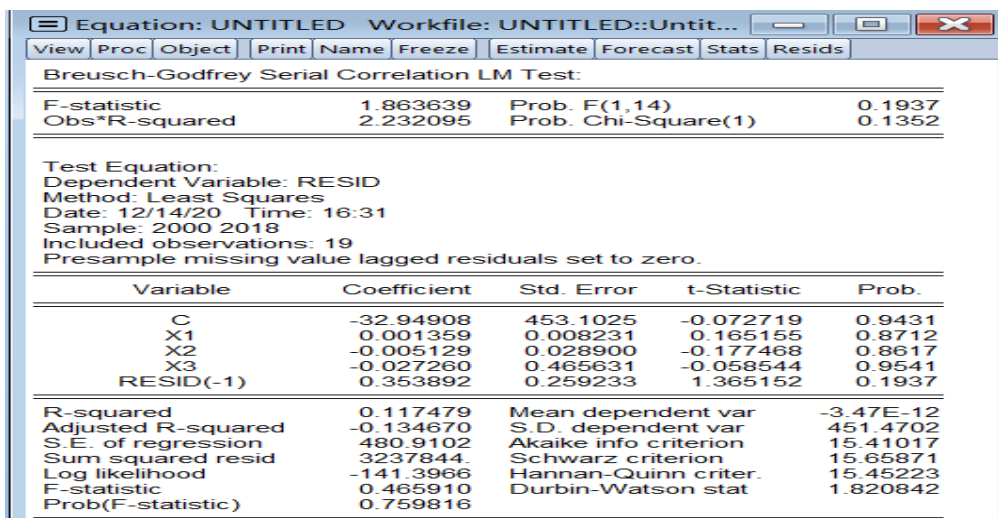 Equation: UNTITLED Workfile: UNTITLED::Untit...
View Proc Object Print Name Freeze Estimate Forecast Stats Resids
Breusch-Godfrey Serial Correlation LM Test:
F-statistic 1.863639 Prob. F(1,14) 0.1937
Obs*R-squared 2.232095 Prob. Chi-Square(1) 0.1352
Test Equation:
Dependent Variable: RESID
Method: Least Squares
Date: 12/14/20 Time: 16:31
Sample: 2000 2018
Included observations: 19
Presample missing value lagged residuals set to zero.
Variable Coefficient Std. Error t-Statistic Prob.
C -32.94908 453.1025 -0.072719 0.9431
X1 0.001359 0.008231 0.165155 0.8712
X2 -0.005129 0.028900 -0.177468 0.8617
X3 -0.027260 0.465631 -0.058544 0.9541
RESID(-1) 0.353892 0.259233 1.365152 0.1937
R-squared 0.117479 Mean dependent var -3.47E-12
Adjusted R-squared -0.134670 S.D. dependent var 451.4702
S.E. of regression 480.9102 Akaike info criterion 15.41017
Sum squared resid 3237844. Schwarz criterion 15.65871
Log likelihood -141.3966 Hannan-Quinn criter. 15.45223
F-statistic 0.465910 Durbin-Watson stat 1.820842
Prob(F-statistic) 0.759816